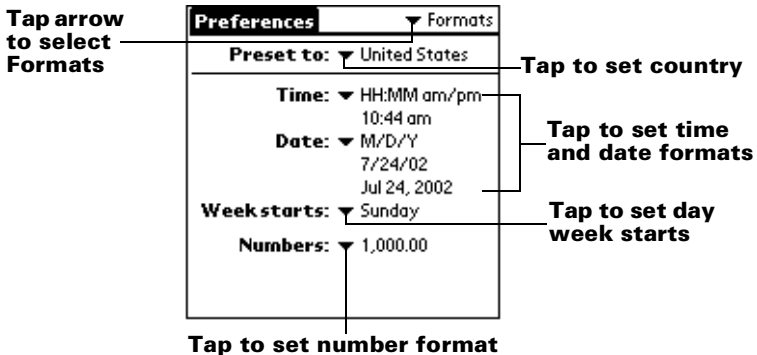 Tap arrow
to select
Formats
Preferences
Formats
Preset to: United States
Tap to set country
Time: HH:MM am/pm
10:44 am
Date: M/D/Y
7/24/02
Jul 24, 2002
Tap to set time
and date formats
Week starts: Sunday
Tap to set day
week starts
Numbers: 1,000.00
Tap to set number format